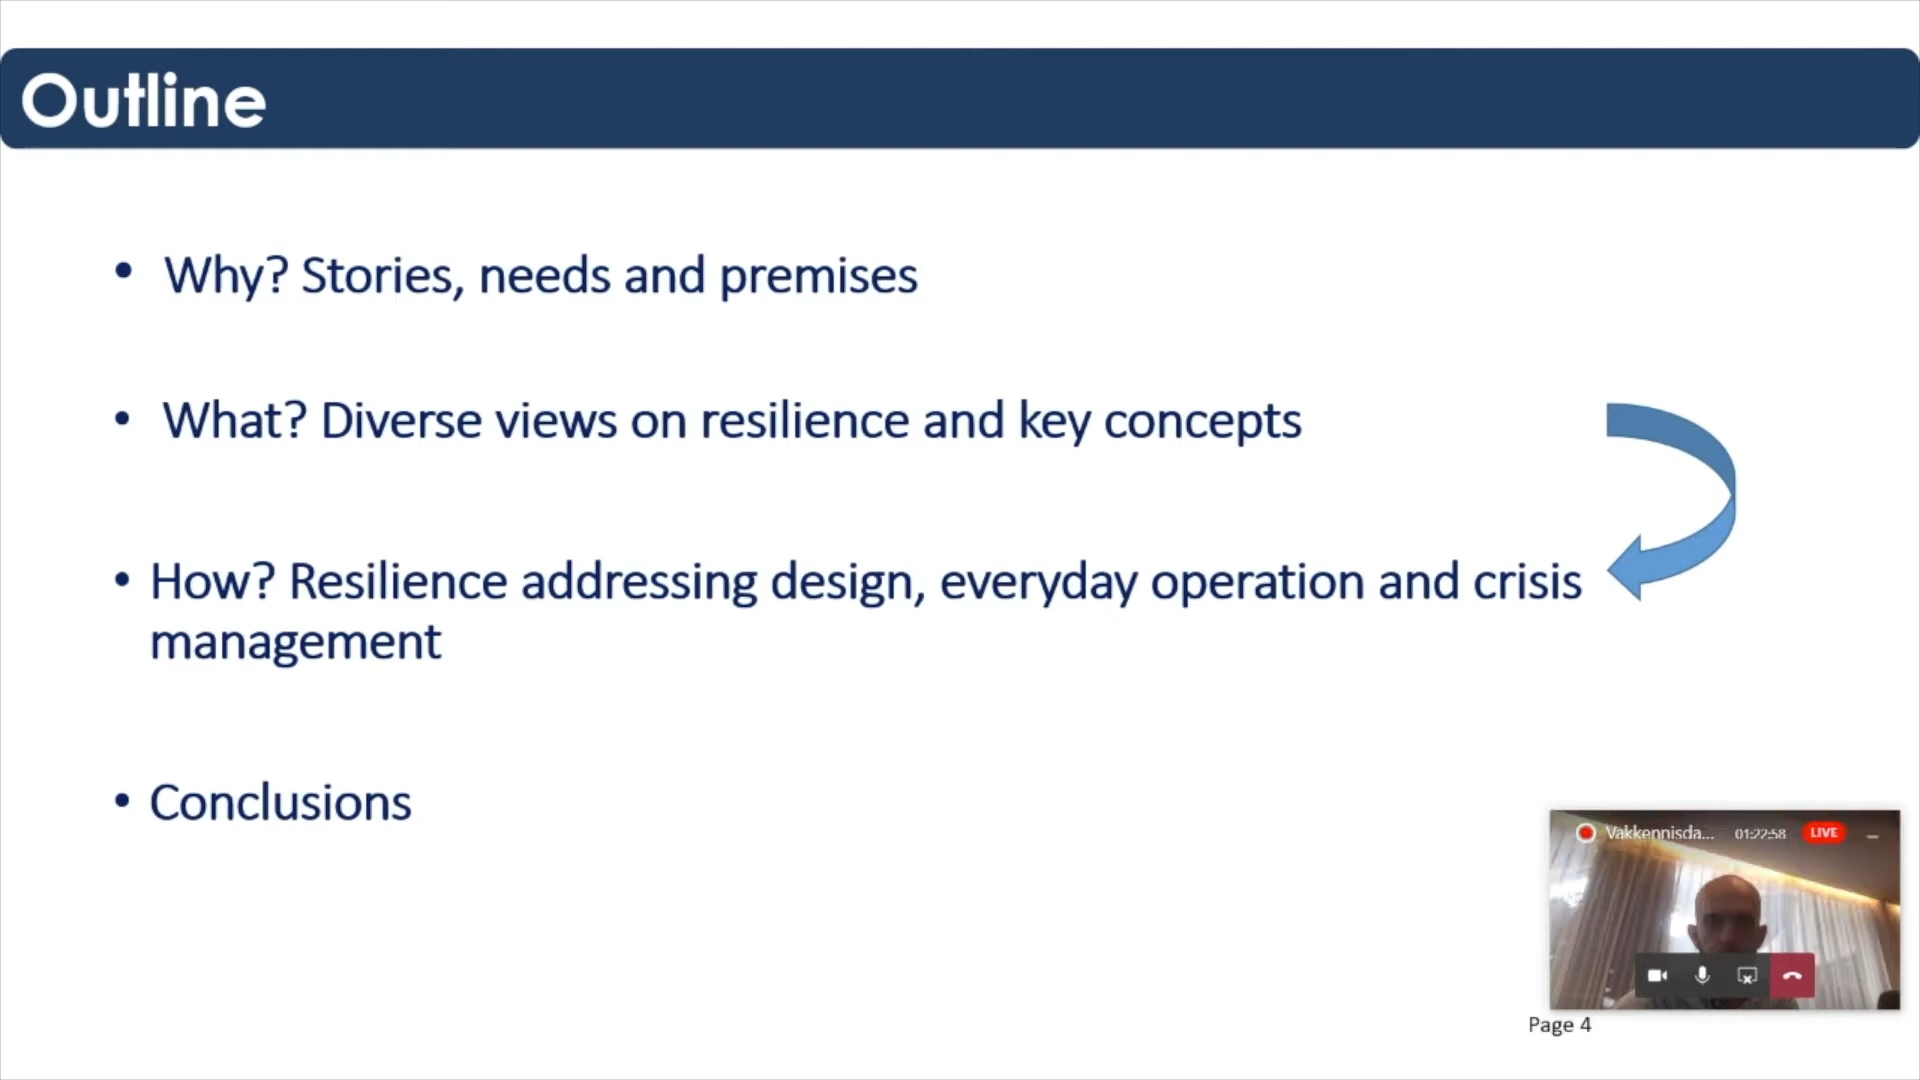 Outline
• Why? Stories, needs and premises
• What? Diverse views on resilience and key concepts
• How? Resilience addressing design, everyday operation and crisis
management
• Conclusions
Vakkennisda... 01:22:58 LIVE
Page 4